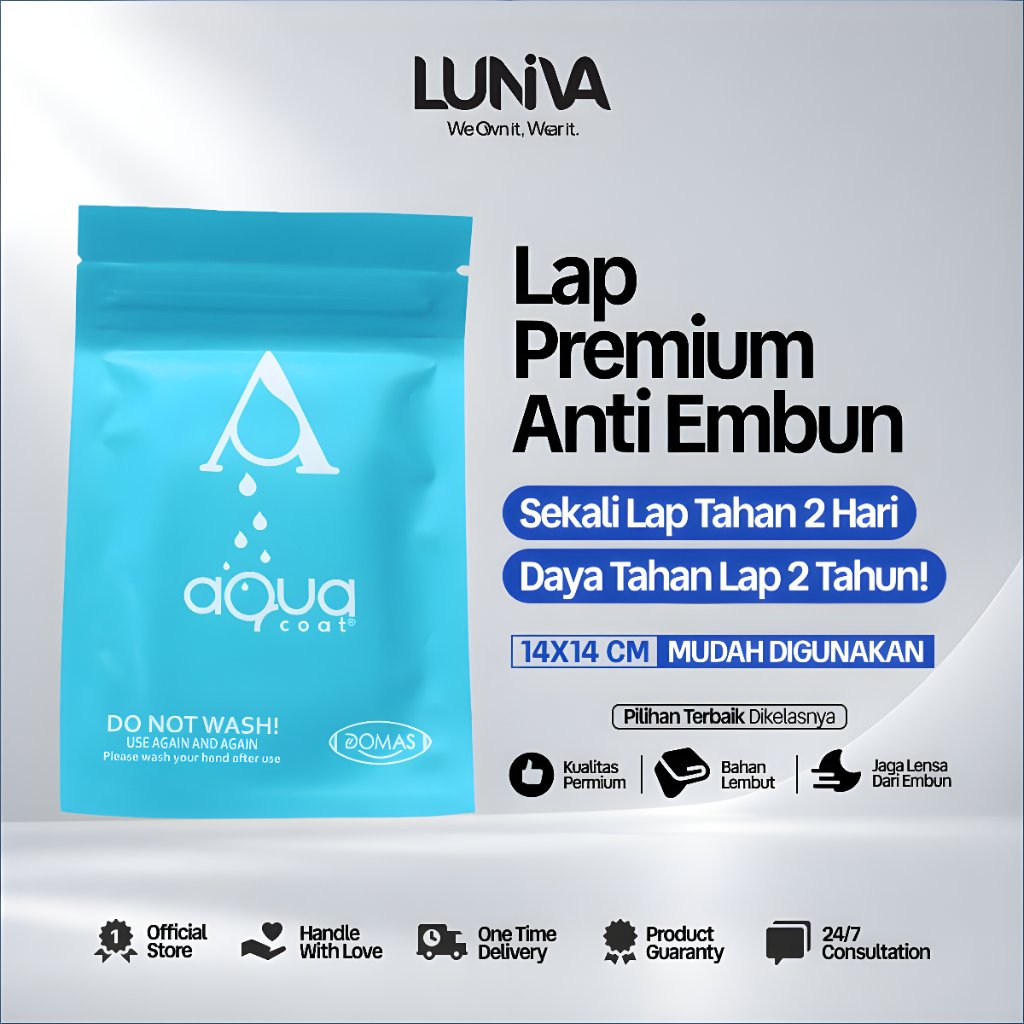 LUNiVA
We Own it, Wear it.
Lap
Premium
Anti Embun
Sekali Lap Tahan 2 Hari
Daya Tahan Lap 2 Tahun!
14X14 CM MUDAH DIGUNAKAN
Pilihan Terbaik Dikelasnya
Kualitas
Permium
Bahan
Lembut
Jaga Lensa
Dari Embun
A
aqua
coat®
DO NOT WASH!
USE AGAIN AND AGAIN
Please wash your hand after use
DOMAS
1
Official
Store
Handle
With Love
One Time
Delivery
Product
Guaranty
24/7
Consultation